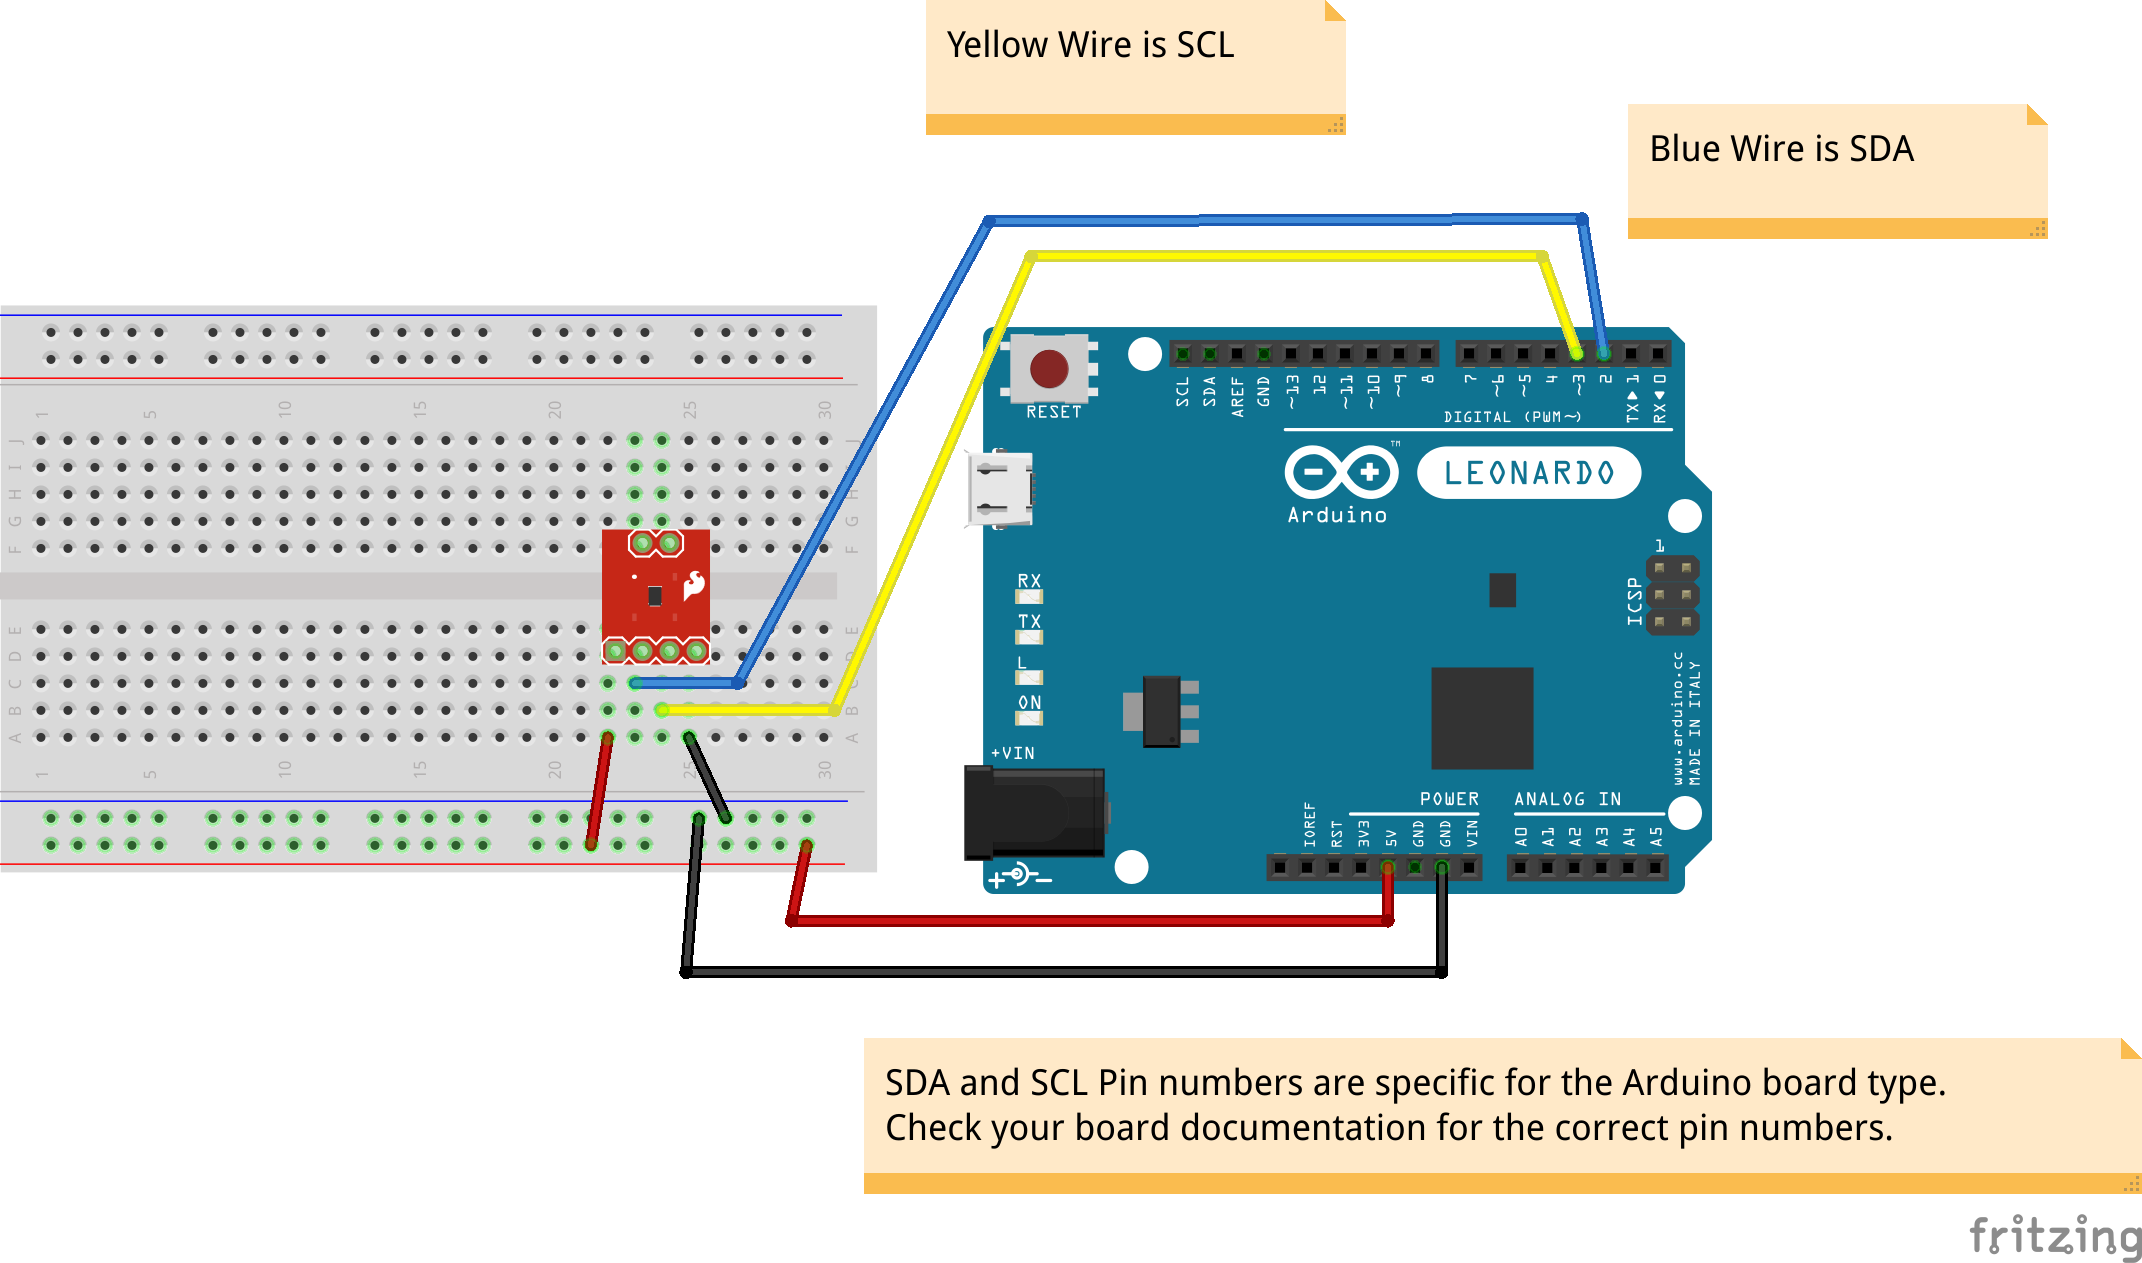 Yellow Wire is SCL
Blue Wire is SDA
1 5 10 15 20 25 30
J J
I
H H
G G
F F
E E
D D
C C
B B
A A
1 5 10 15 20 25 30
RESET
SCL SDA AREF GND ~13 12 ~11 ~10 ~9 8 7 ~6 ~5 4 ~3 2 TX▶1 RX◀0
DIGITAL (PWM~)
TM
LEONARDO
Arduino
1
ICSP
RX
TX
L
ON
+VIN
www.arduino.cc
MADE IN ITALY
POWER ANALOG IN
IOREF RST 3V3 5V GND GND VIN A0 A1 A2 A3 A4 A5
SDA and SCL Pin numbers are specific for the Arduino board type.
Check your board documentation for the correct pin numbers.
fritzing